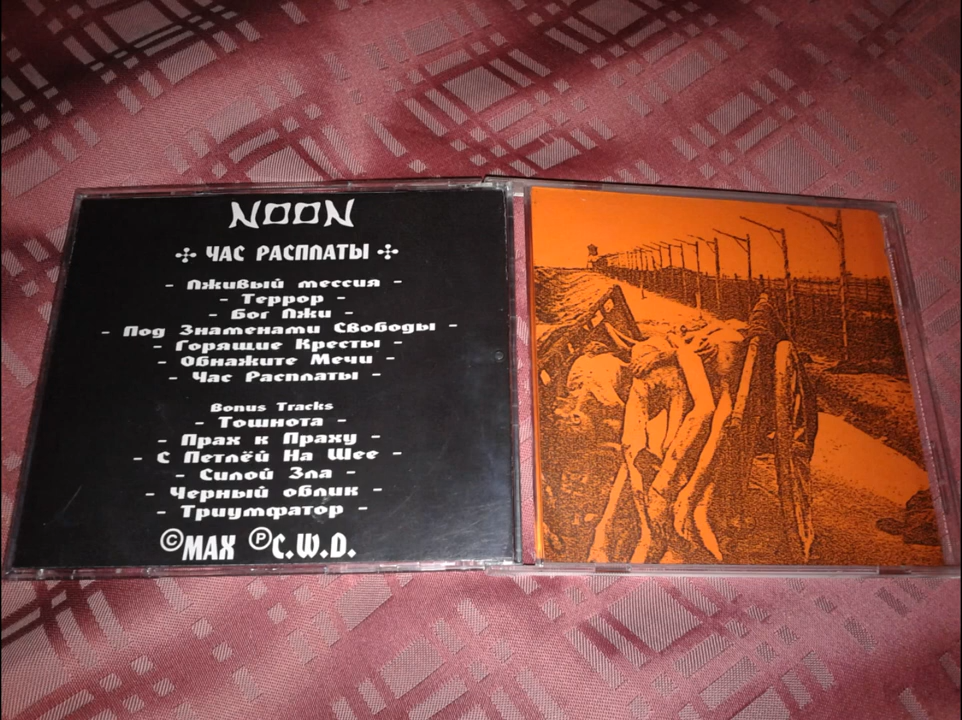 NOON
ЧАС РАСПЛАТЫ
- Лживый мессия -
- Террор -
- Бог Лжи -
- Под Знаменами Свободы -
- Горящие Кресты -
- Обнажите Мечи -
- Час Расплаты -
Bonus Tracks
- Тошнота -
- Прах к Праху -
- С Петлёй На Шее -
- Силой Зла -
- Черный облик -
- Триумфатор -
©MAX ℗C.W.D.